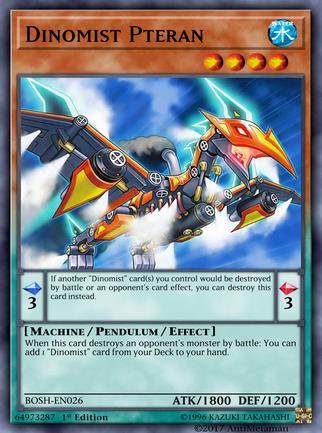 DINOMIST PTERAN
WATER
水
If another "Dinomist" card(s) you control would be destroyed
by battle or an opponent's card effect, you can destroy this
card instead.
3
3
[MACHINE / PENDULUM / EFFECT]
When this card destroys an opponent's monster by battle: You can
add 1 "Dinomist" card from your Deck to your hand.
BOSH-EN026
ATK/1800 DEF/1200
64973287 1st Edition
©1996 KAZUKI TAKAHASHI
©2017 AntiMetaman